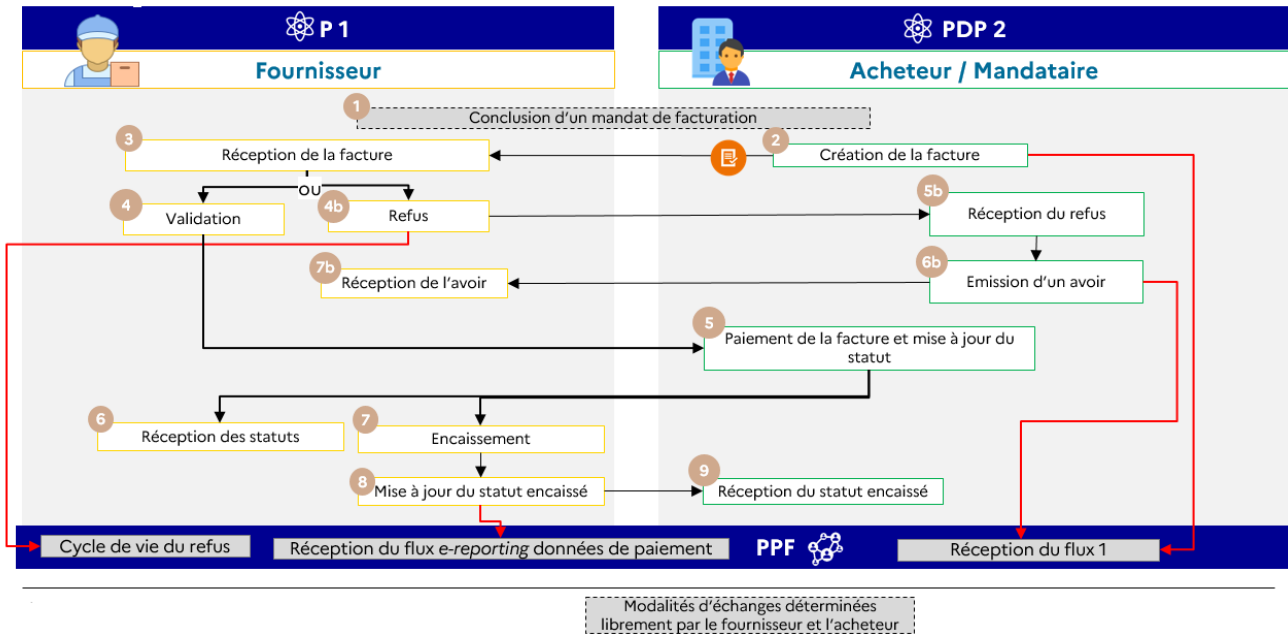 P 1
PDP 2
Fournisseur
Acheteur / Mandataire
1
Conclusion d'un mandat de facturation
3
Réception de la facture
2
Création de la facture
OU
4
Validation
4b
Refus
5b
Réception du refus
7b
Réception de l'avoir
6b
Emission d'un avoir
5
Paiement de la facture et mise à jour du
statut
6
Réception des statuts
7
Encaissement
8
Mise à jour du statut encaissé
9
Réception du statut encaissé
Cycle de vie du refus
Réception du flux e-reporting données de paiement
PPF
Réception du flux 1
Modalités d'échanges déterminées
librement par le fournisseur et l'acheteur